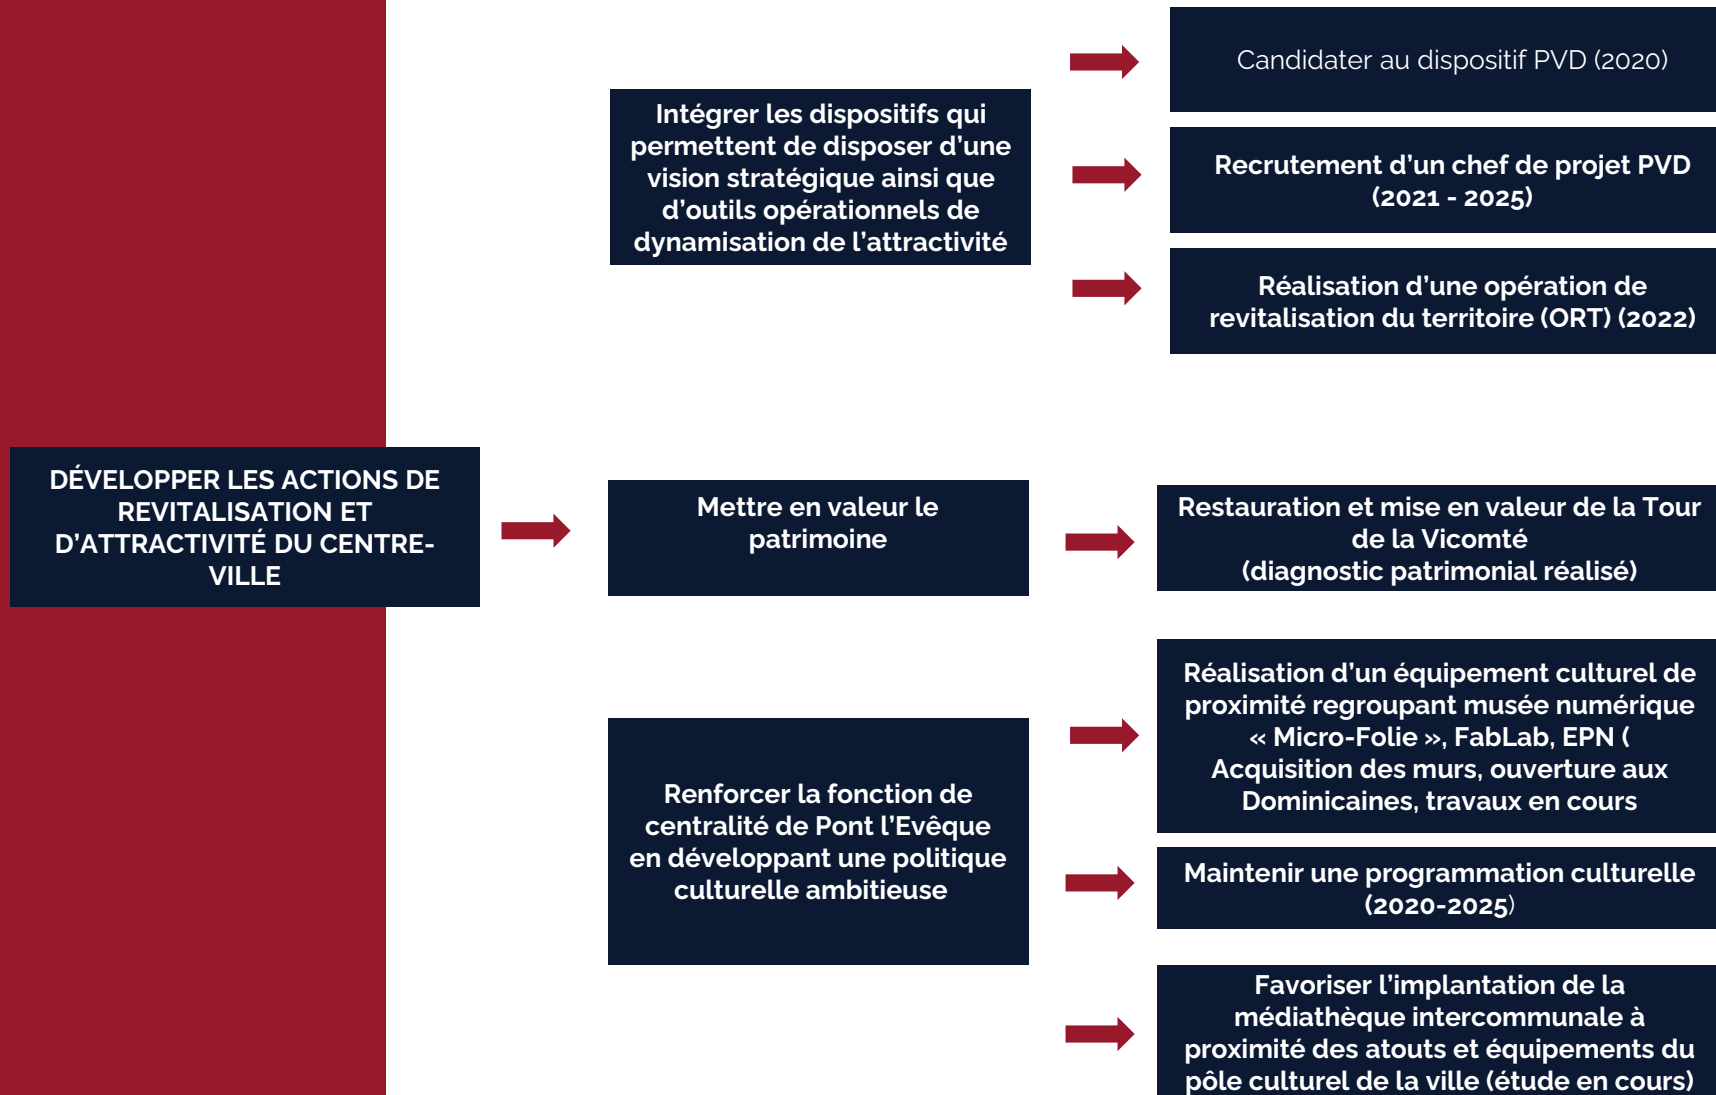 Candidater au dispositif PVD (2020)
Intégrer les dispositifs qui
permettent de disposer d’une
vision stratégique ainsi que
d’outils opérationnels de
dynamisation de l’attractivité
Recrutement d’un chef de projet PVD
(2021 - 2025)
Réalisation d’une opération de
revitalisation du territoire (ORT) (2022)
DÉVELOPPER LES ACTIONS DE
REVITALISATION ET
D’ATTRACTIVITÉ DU CENTRE-
VILLE
Mettre en valeur le
patrimoine
Restauration et mise en valeur de la Tour
de la Vicomté
(diagnostic patrimonial réalisé)
Renforcer la fonction de
centralité de Pont l’Evêque
en développant une politique
culturelle ambitieuse
Réalisation d’un équipement culturel de
proximité regroupant musée numérique
« Micro-Folie », FabLab, EPN (
Acquisition des murs, ouverture aux
Dominicaines, travaux en cours
Maintenir une programmation culturelle
(2020-2025)
Favoriser l’implantation de la
médiathèque intercommunale à
proximité des atouts et équipements du
pôle culturel de la ville (étude en cours)